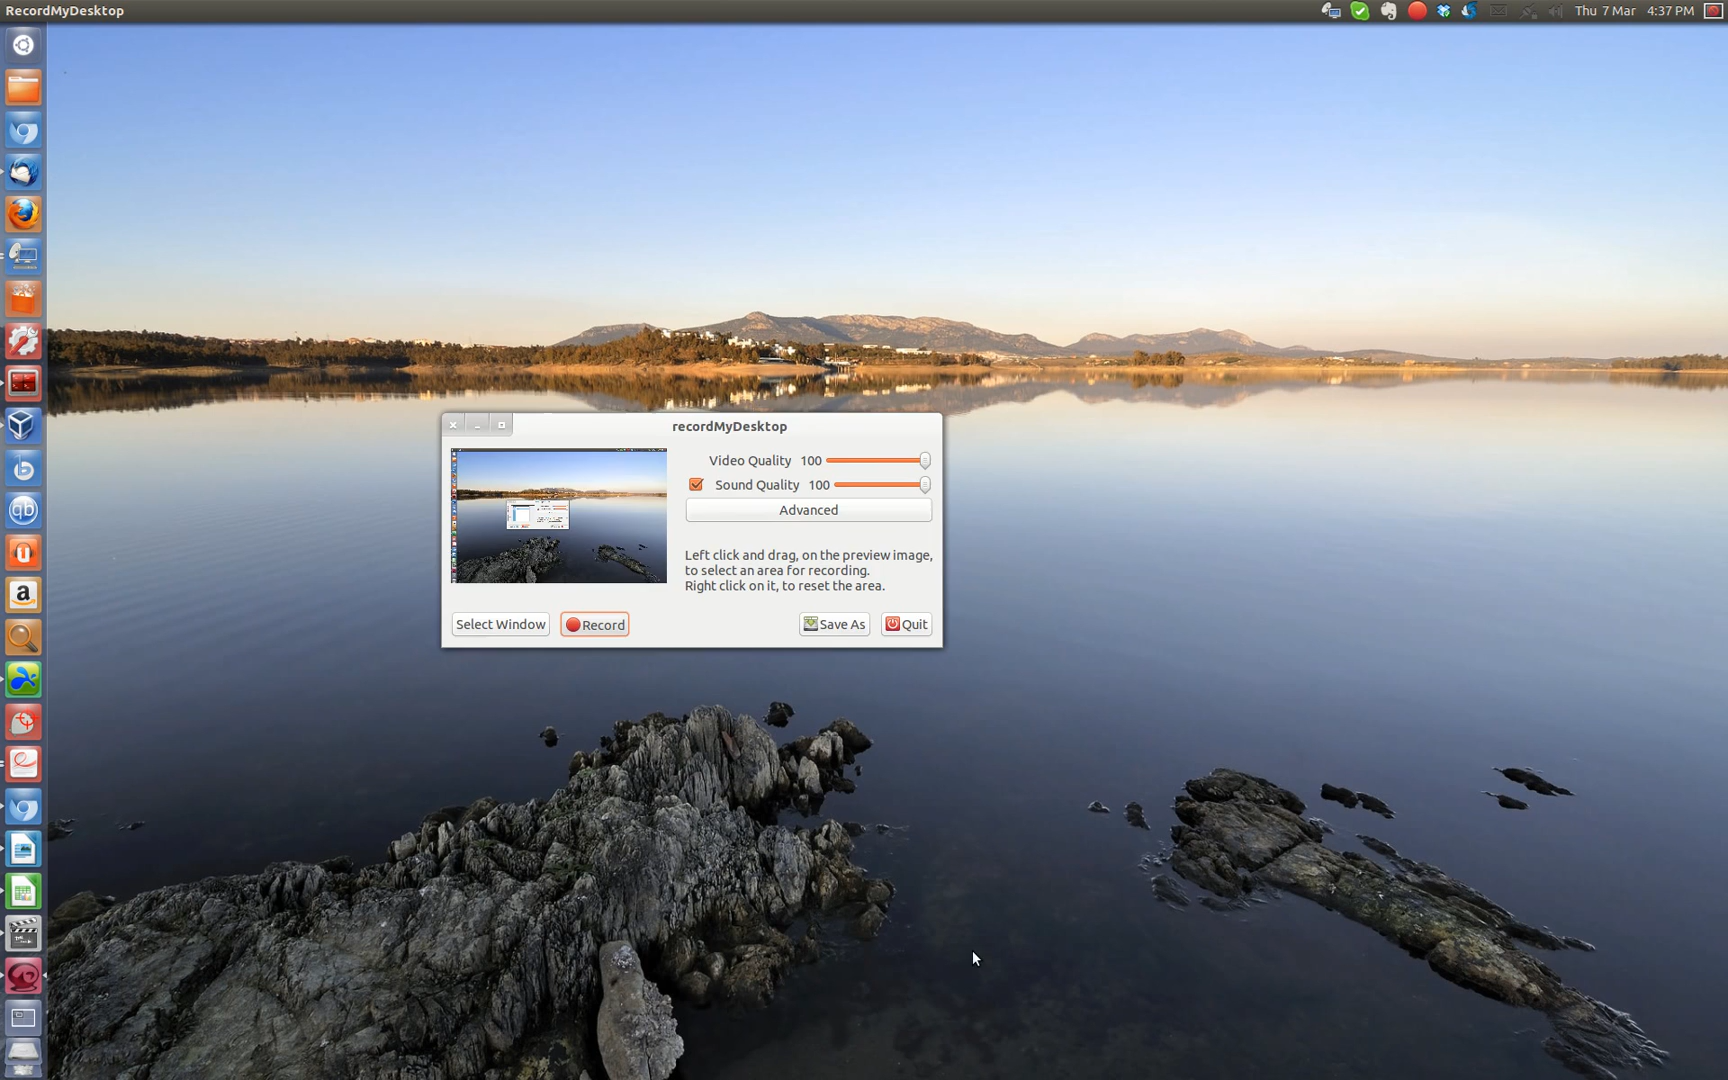 RecordMyDesktop
Thu 7 Mar 4:37 PM
recordMyDesktop
Video Quality 100
Sound Quality 100
Advanced
Left click and drag, on the preview image,
to select an area for recording.
Right click on it, to reset the area.
Select Window
Record
Save As
Quit
qb
a